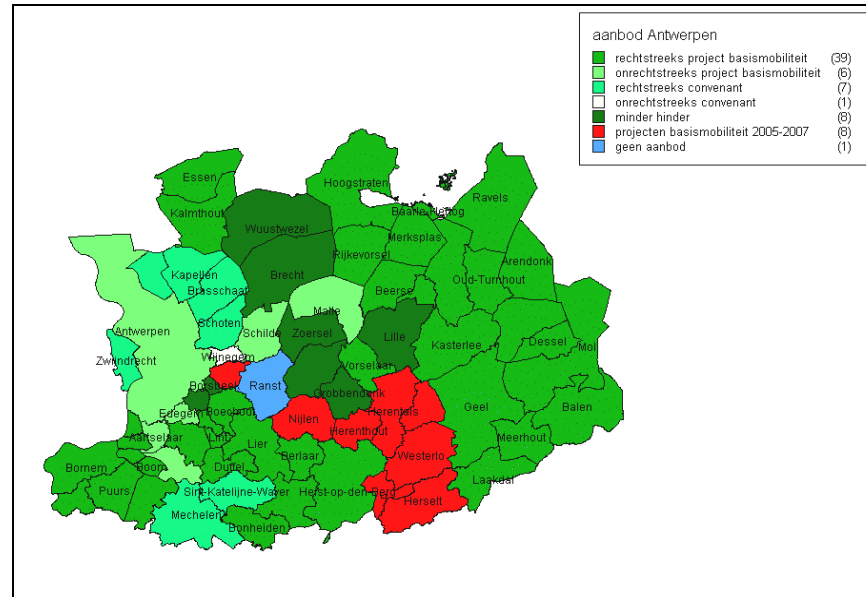 aanbod Antwerpen
rechtstreeks project basismobiliteit (39)
onrechtstreeks project basismobiliteit (6)
rechtstreeks convenant (7)
onrechtstreeks convenant (1)
minder hinder (8)
projecten basismobiliteit 2005-2007 (8)
geen aanbod (1)
Essen
Hoogstraten
Ravels
Kalmthout
Baarle-Hertog
Wuustwezel
Merksplas
Rijkevorsel
Arendonk
Kapellen
Brecht
Oud-Turnhout
Brasschaat
Beerse
Malle
Schoten
Antwerpen
Schilde
Zoersel
Lille
Kasterlee
Dessel
Mol
Zwijndrecht
Wijnegem
Vorselaar
Borsbeek
Ranst
Grobbendonk
Geel
Balen
Edegem
Boechout
Nijlen
Herentals
Herenthout
Aartselaar
Lint
Lier
Meerhout
Berlaar
Westerlo
Bornem
Boom
Duffel
Laakdal
Puurs
Sint-Katelijne-Waver
Heist-op-den-Berg
Herselt
Mechelen
Bonheiden